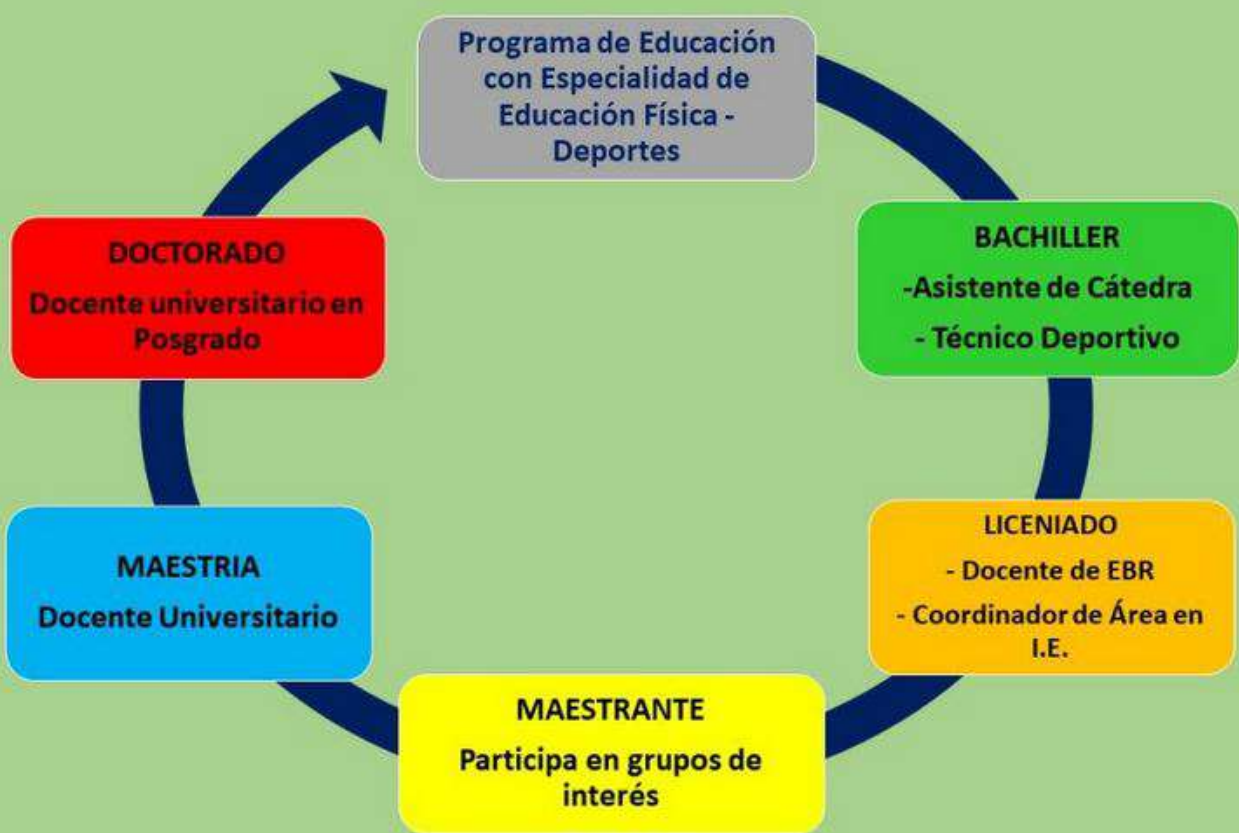 Programa de Educación
con Especialidad de
Educación Física -
Deportes
BACHILLER
-Asistente de Cátedra
- Técnico Deportivo
LICENIADO
- Docente de EBR
- Coordinador de Área en
I.E.
MAESTRANTE
Participa en grupos de
interés
MAESTRIA
Docente Universitario
DOCTORADO
Docente universitario en
Posgrado